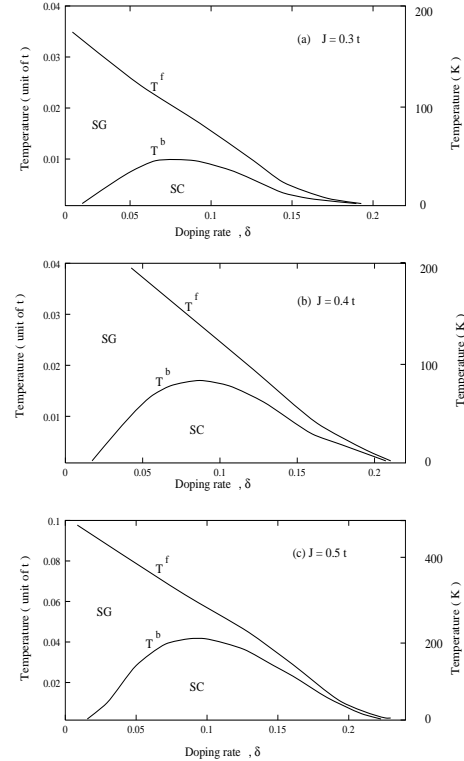 0.04
200
(a) J = 0.3 t
T f
0.03
Temperature ( unit of t )
Temperature ( K )
0.02
100
SG
T b
0.01
SC
0
0 0.05 0.1 0.15 0.2
Doping rate , δ
0.04
200
T f
(b) J = 0.4 t
0.03
SG
Temperature ( unit of t )
Temperature ( K )
0.02
100
T b
0.01
SC
0
0 0.05 0.1 0.15 0.2
Doping rate , δ
0.1
(c) J = 0.5 t
400
0.08
T f
Temperature ( unit of t )
Temperature ( K )
0.06
SG
T b
200
0.04
SC
0.02
0
0 0.05 0.1 0.15 0.2
Doping rate , δ